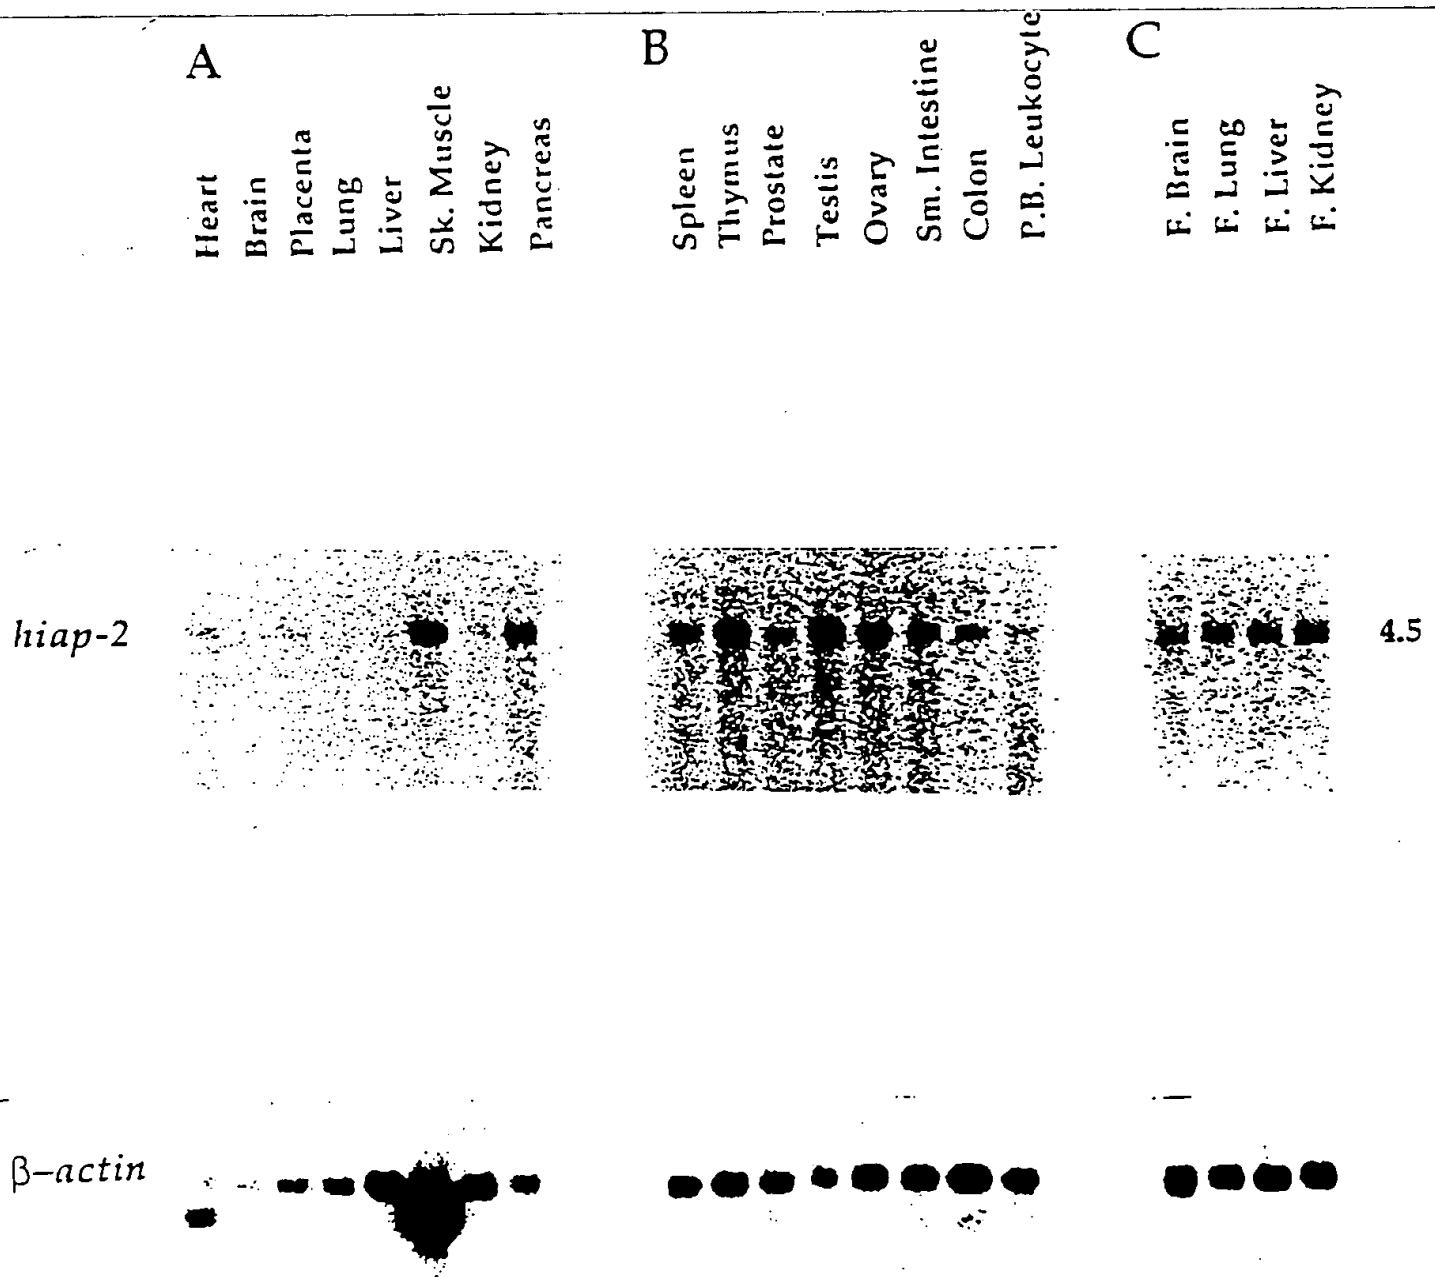 A
B
C
Heart
Brain
Placenta
Lung
Liver
Sk. Muscle
Kidney
Pancreas
Spleen
Thymus
Prostate
Testis
Ovary
Sm. Intestine
Colon
P.B. Leukocyte
F. Brain
F. Lung
F. Liver
F. Kidney
hiap-2
4.5
β-actin